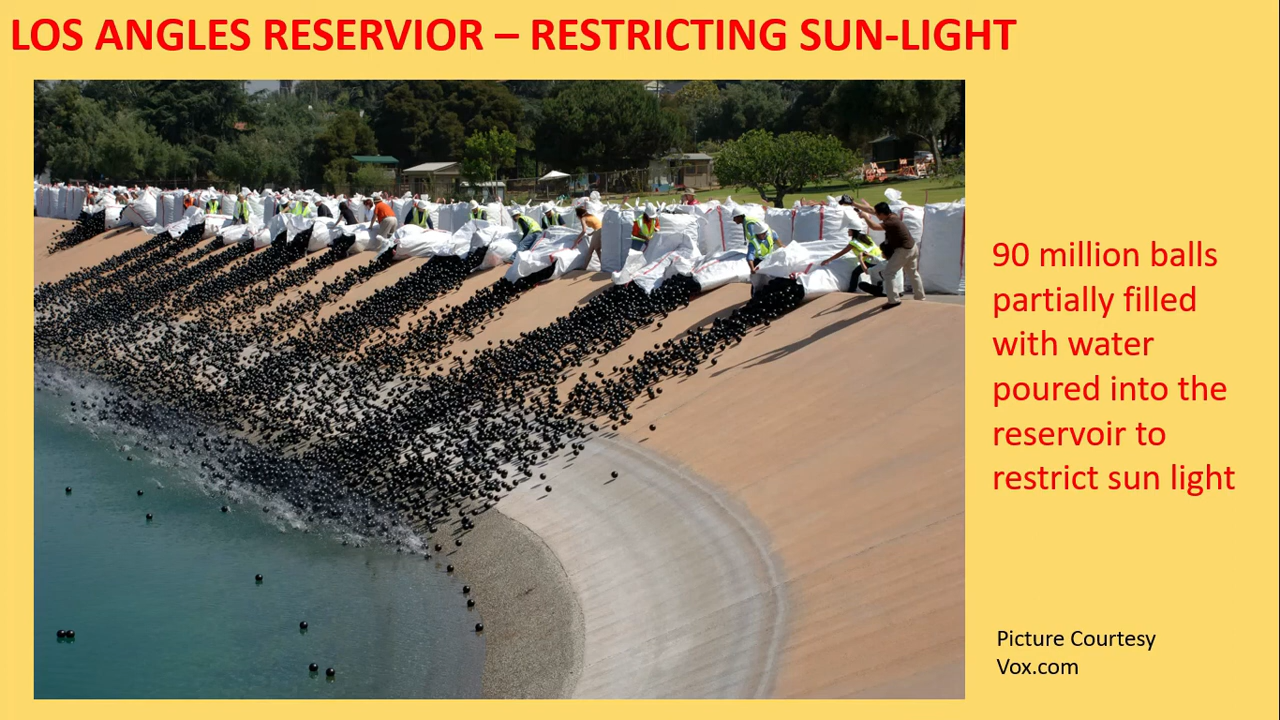 LOS ANGLES RESERVIOR – RESTRICTING SUN-LIGHT
90 million balls
partially filled
with water
poured into the
reservoir to
restrict sun light
Picture Courtesy
Vox.com